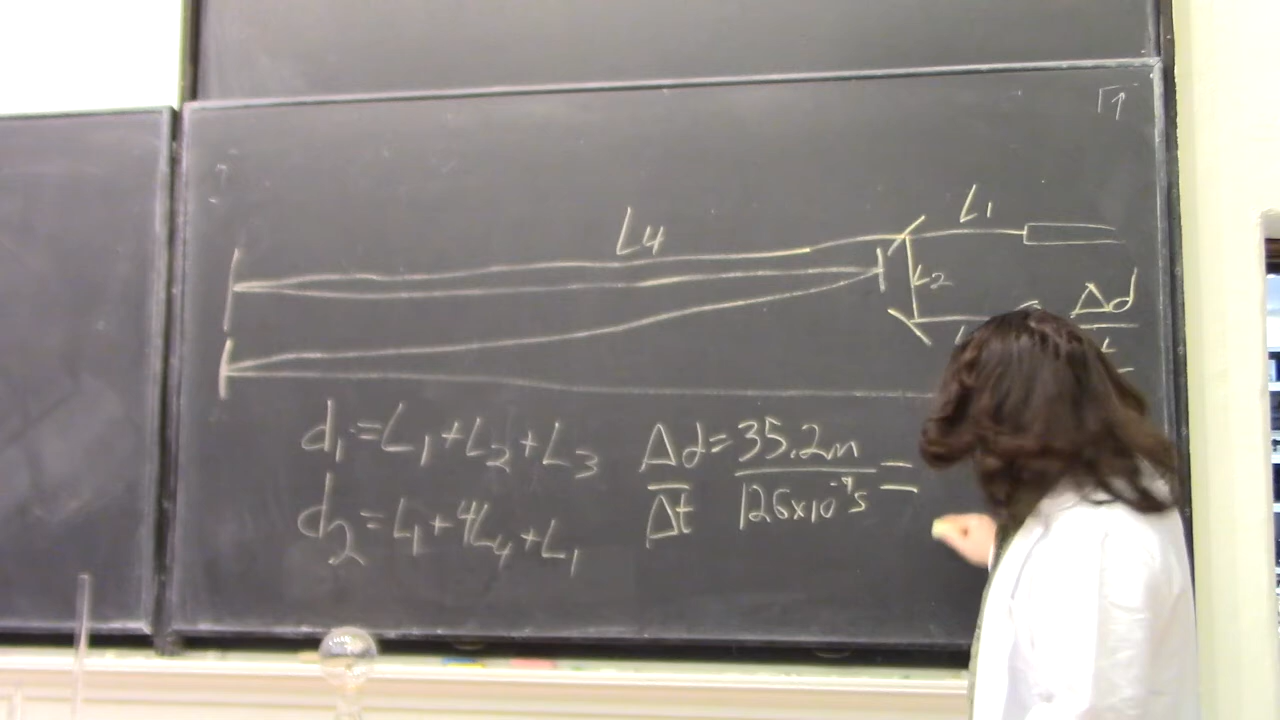 L₁
L₄
L₂
Δd
d₁=L₁+L₂+L₃
Δd = 35.2m =
Δt 126x10⁻⁹s
d₂=L₁+4L₄+L₁